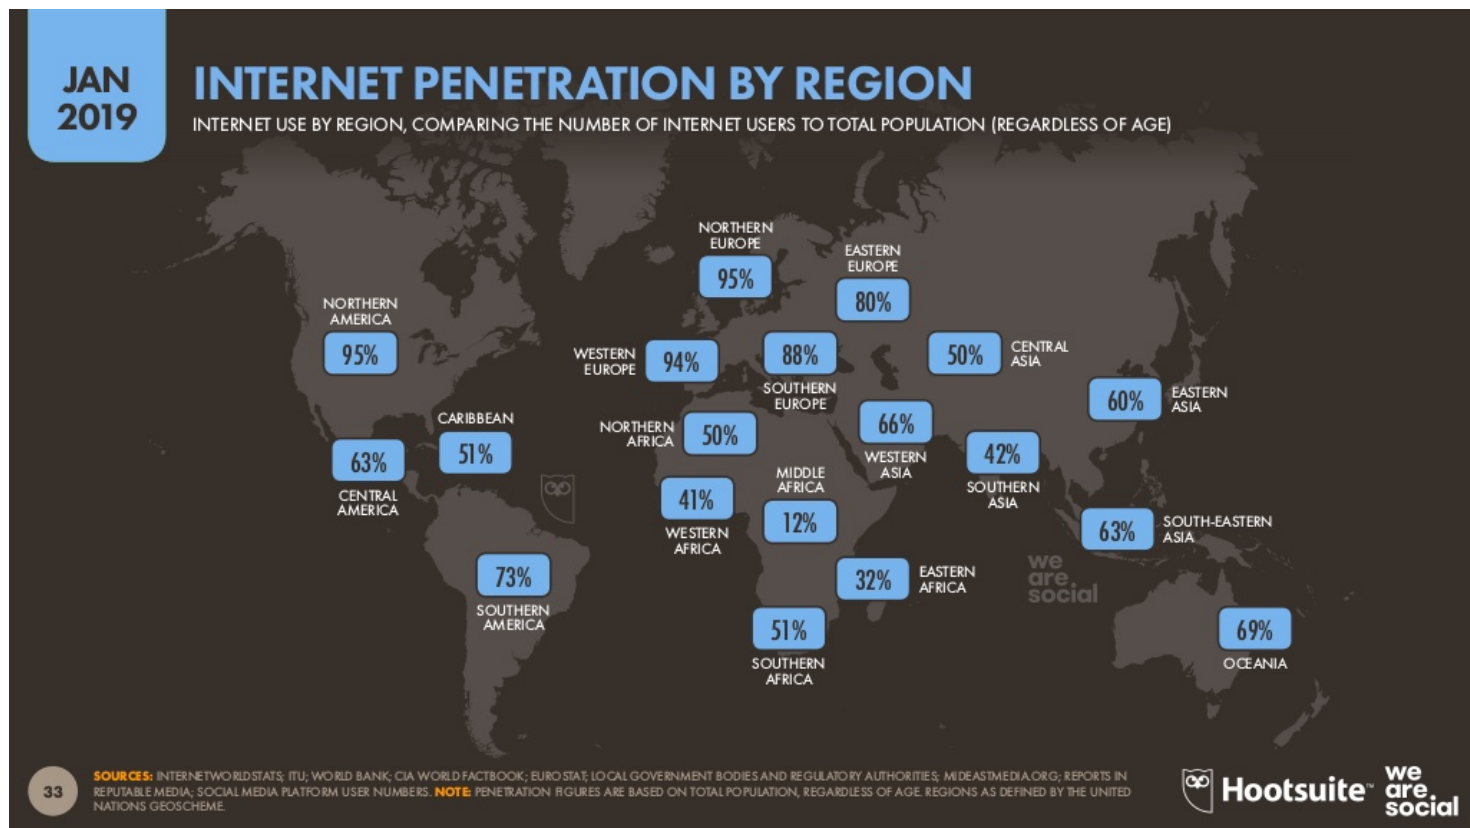 JAN
2019
INTERNET PENETRATION BY REGION
INTERNET USE BY REGION, COMPARING THE NUMBER OF INTERNET USERS TO TOTAL POPULATION (REGARDLESS OF AGE)
NORTHERN
EUROPE
95%
EASTERN
EUROPE
80%
NORTHERN
AMERICA
95%
WESTERN
EUROPE
94%
88%
SOUTHERN
EUROPE
50%
CENTRAL
ASIA
60%
EASTERN
ASIA
CARIBBEAN
51%
63%
CENTRAL
AMERICA
NORTHERN
AFRICA
50%
66%
WESTERN
ASIA
42%
SOUTHERN
ASIA
41%
WESTERN
AFRICA
MIDDLE
AFRICA
12%
63%
SOUTH-EASTERN
ASIA
73%
SOUTHERN
AMERICA
32%
EASTERN
AFRICA
we
are
social
51%
SOUTHERN
AFRICA
69%
OCEANIA
33
SOURCES: INTERNETWORLDSTATS; ITU; WORLD BANK; CIA WORLD FACTBOOK; EUROSTAT; LOCAL GOVERNMENT BODIES AND REGULATORY AUTHORITIES; MIDEASTMEDIA.ORG; REPORTS IN
REPUTABLE MEDIA; SOCIAL MEDIA PLATFORM USER NUMBERS. NOTE: PENETRATION FIGURES ARE BASED ON TOTAL POPULATION, REGARDLESS OF AGE. REGIONS AS DEFINED BY THE UNITED
NATIONS GEOSCHEME.
Hootsuite™
we
are.
social